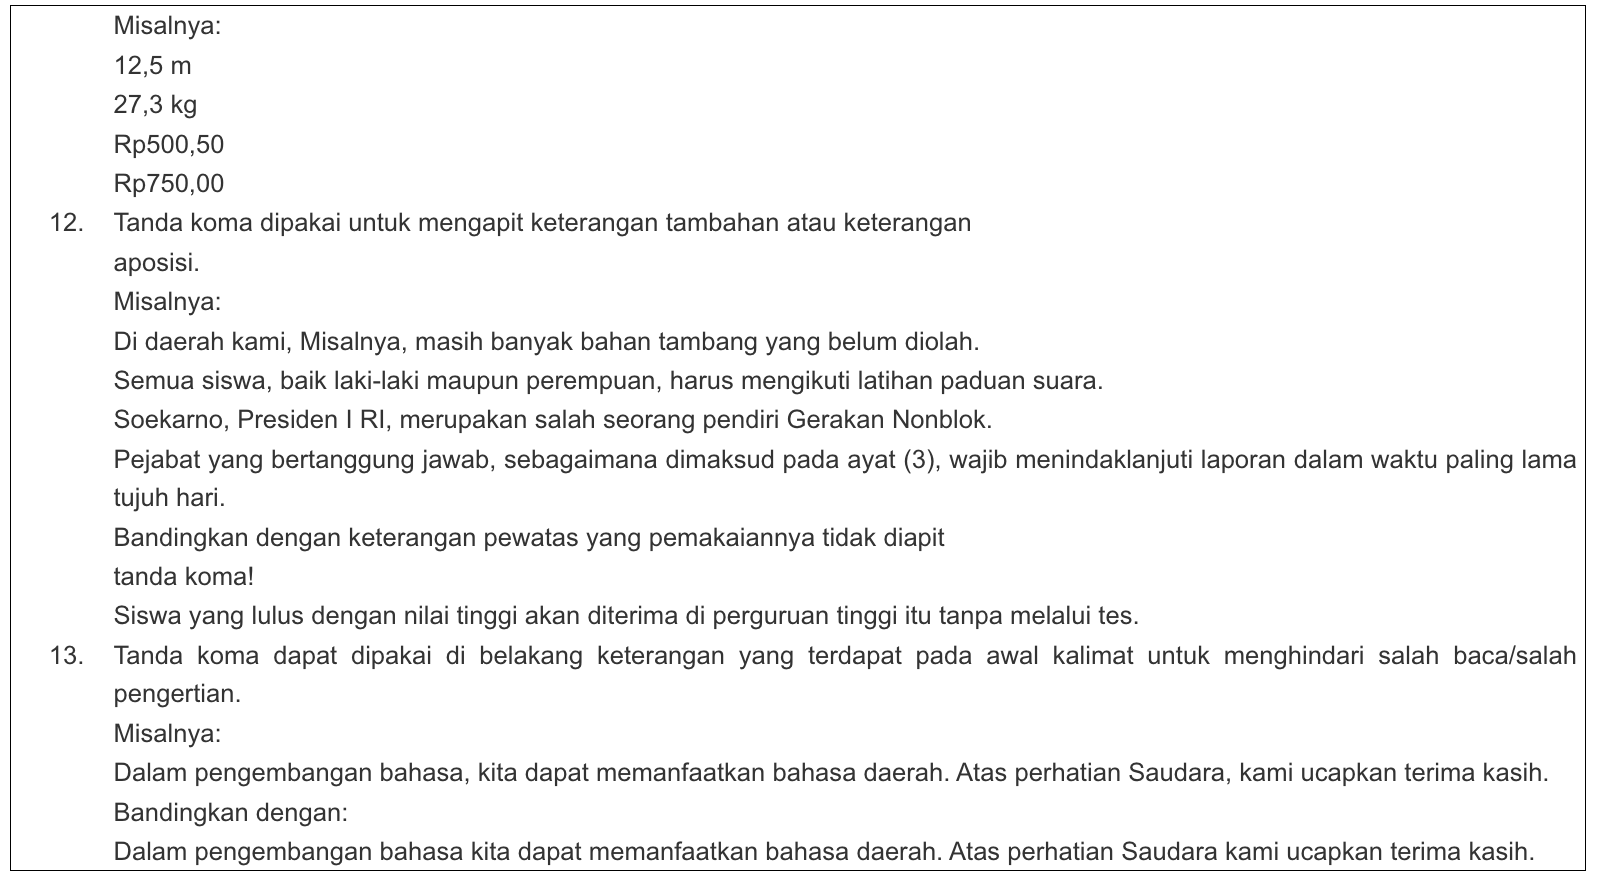 Misalnya:
12,5 m
27,3 kg
Rp500,50
Rp750,00
12. Tanda koma dipakai untuk mengapit keterangan tambahan atau keterangan
aposisi.
Misalnya:
Di daerah kami, Misalnya, masih banyak bahan tambang yang belum diolah.
Semua siswa, baik laki-laki maupun perempuan, harus mengikuti latihan paduan suara.
Soekarno, Presiden I RI, merupakan salah seorang pendiri Gerakan Nonblok.
Pejabat yang bertanggung jawab, sebagaimana dimaksud pada ayat (3), wajib menindaklanjuti laporan dalam waktu paling lama
tujuh hari.
Bandingkan dengan keterangan pewatas yang pemakaiannya tidak diapit
tanda koma!
Siswa yang lulus dengan nilai tinggi akan diterima di perguruan tinggi itu tanpa melalui tes.
13. Tanda koma dapat dipakai di belakang keterangan yang terdapat pada awal kalimat untuk menghindari salah baca/salah
pengertian.
Misalnya:
Dalam pengembangan bahasa, kita dapat memanfaatkan bahasa daerah. Atas perhatian Saudara, kami ucapkan terima kasih.
Bandingkan dengan:
Dalam pengembangan bahasa kita dapat memanfaatkan bahasa daerah. Atas perhatian Saudara kami ucapkan terima kasih.